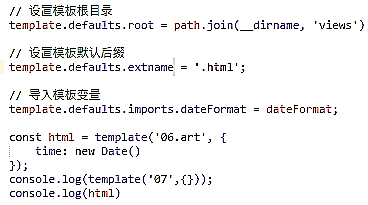 // 设置模板根目录
template.defaults.root = path.join(__dirname, 'views')
// 设置模板默认后缀
template.defaults.extname = '.html';
// 导入模板变量
template.defaults.imports.dateFormat = dateFormat;
const html = template('06.art', {
time: new Date()
});
console.log(template('07',{}));
console.log(html)